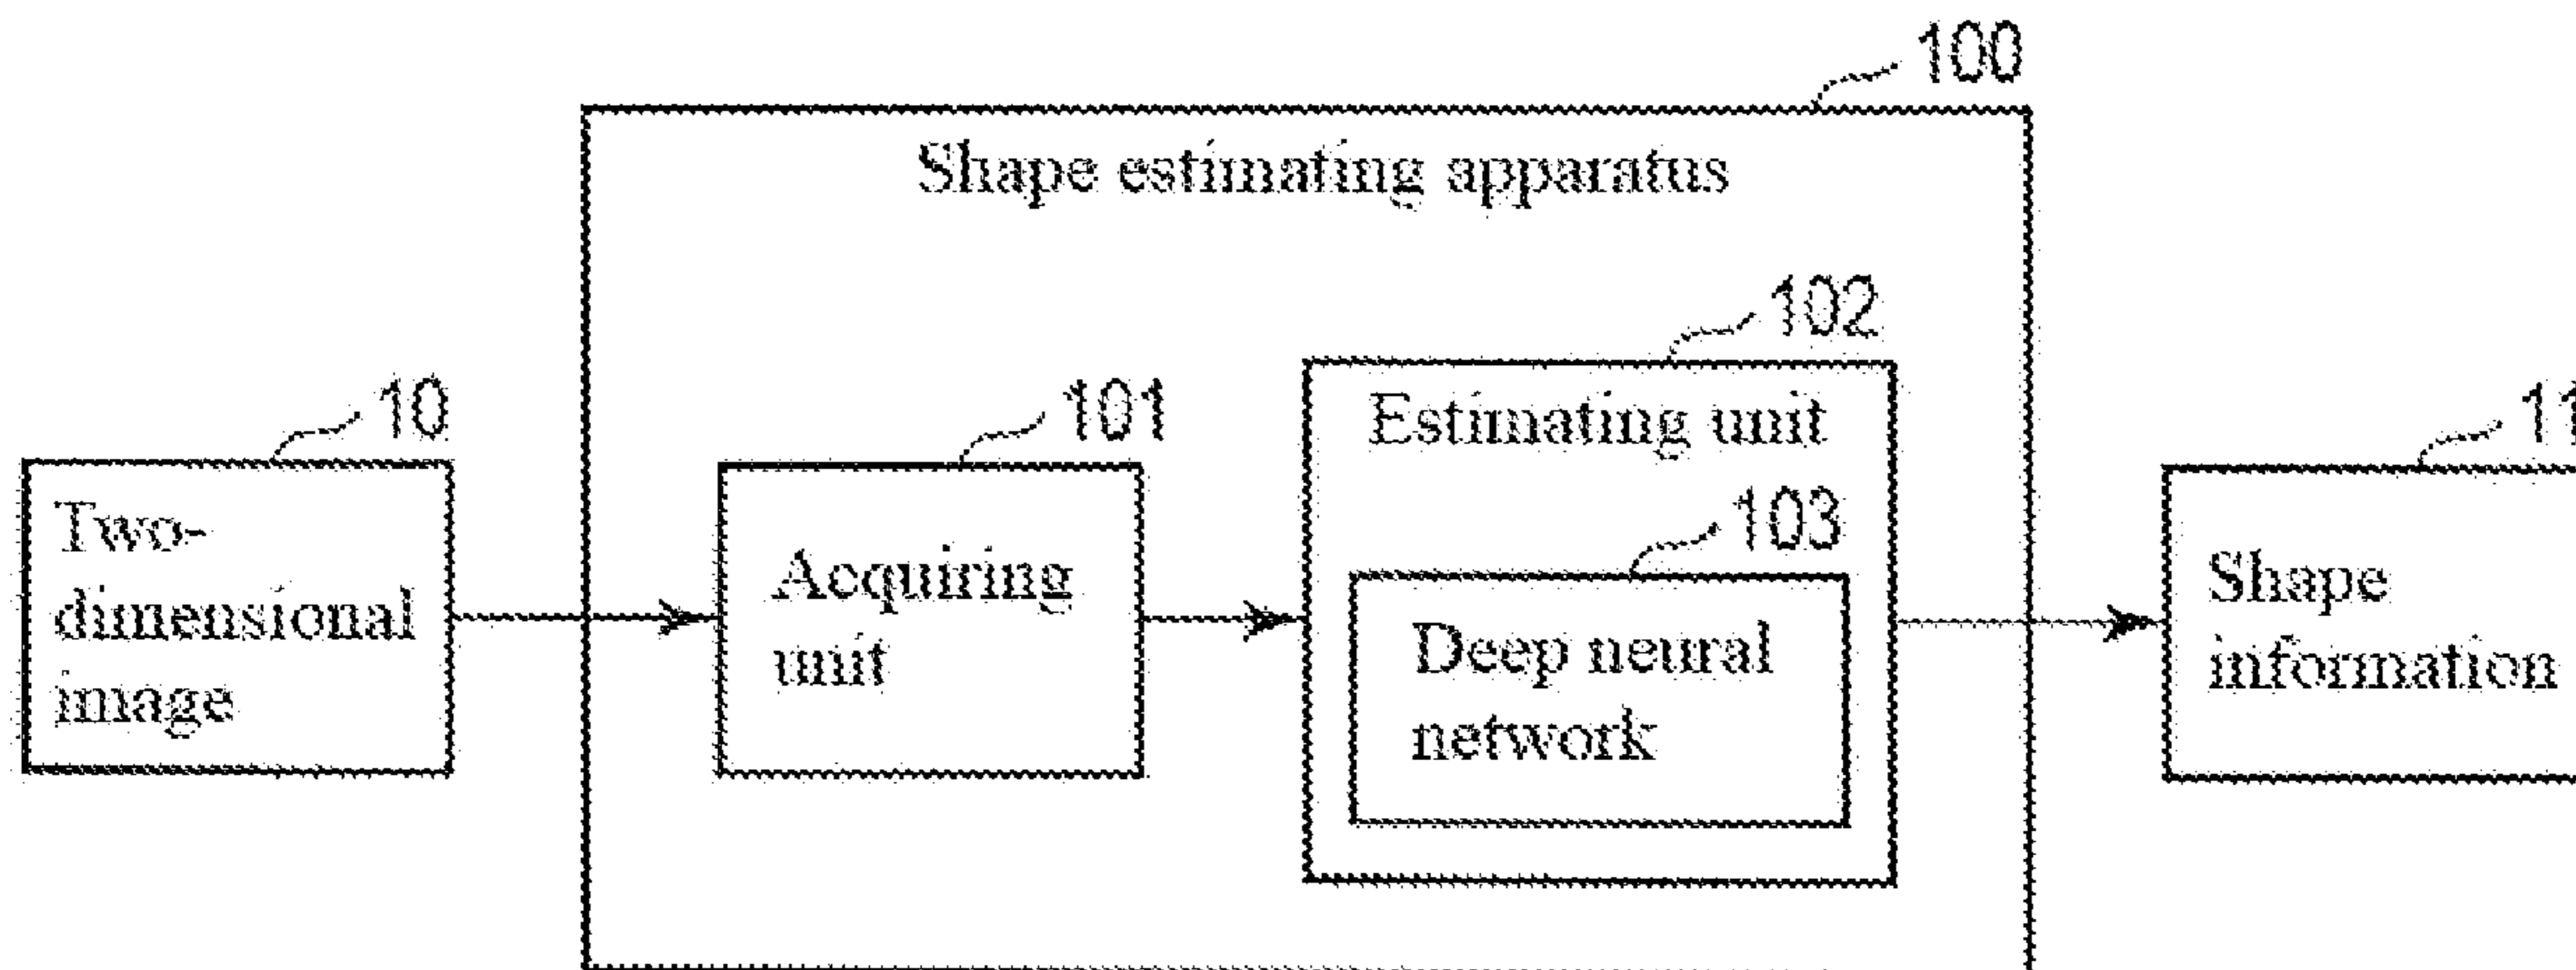 100
Shape estimating apparatus
102
10
101
Estimating unit
11
Two-
dimensional
image
Acquiring
unit
103
Deep neural
network
Shape
information